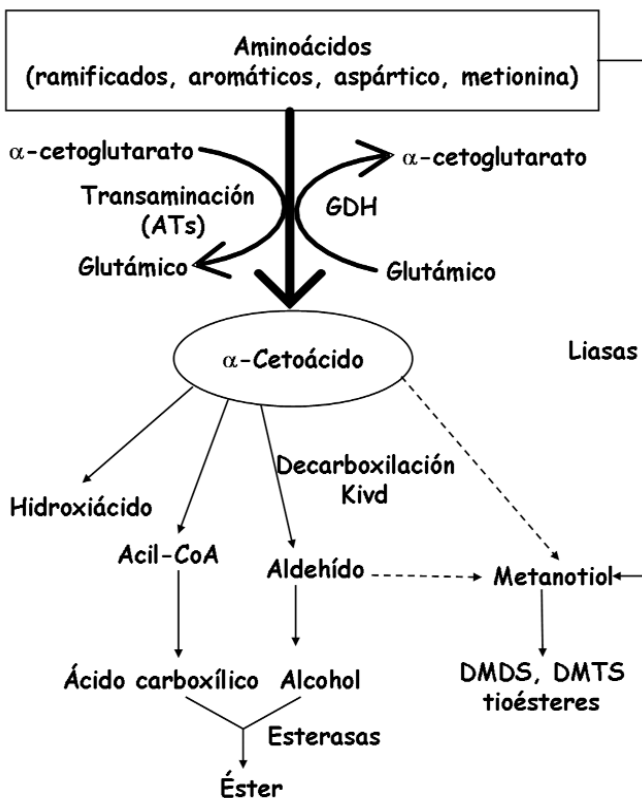 Aminoácidos
(ramificados, aromáticos, aspártico, metionina)
α-cetoglutarato
α-cetoglutarato
Transaminación
(ATs)
GDH
Glutámico
Glutámico
α-Cetoácido
Liasas
Decarboxilación
Kivd
Hidroxiácido
Acil-CoA
Aldehído
Metanotiol
Ácido carboxílico
Alcohol
DMDS, DMTS
tioésteres
Esterasas
Éster